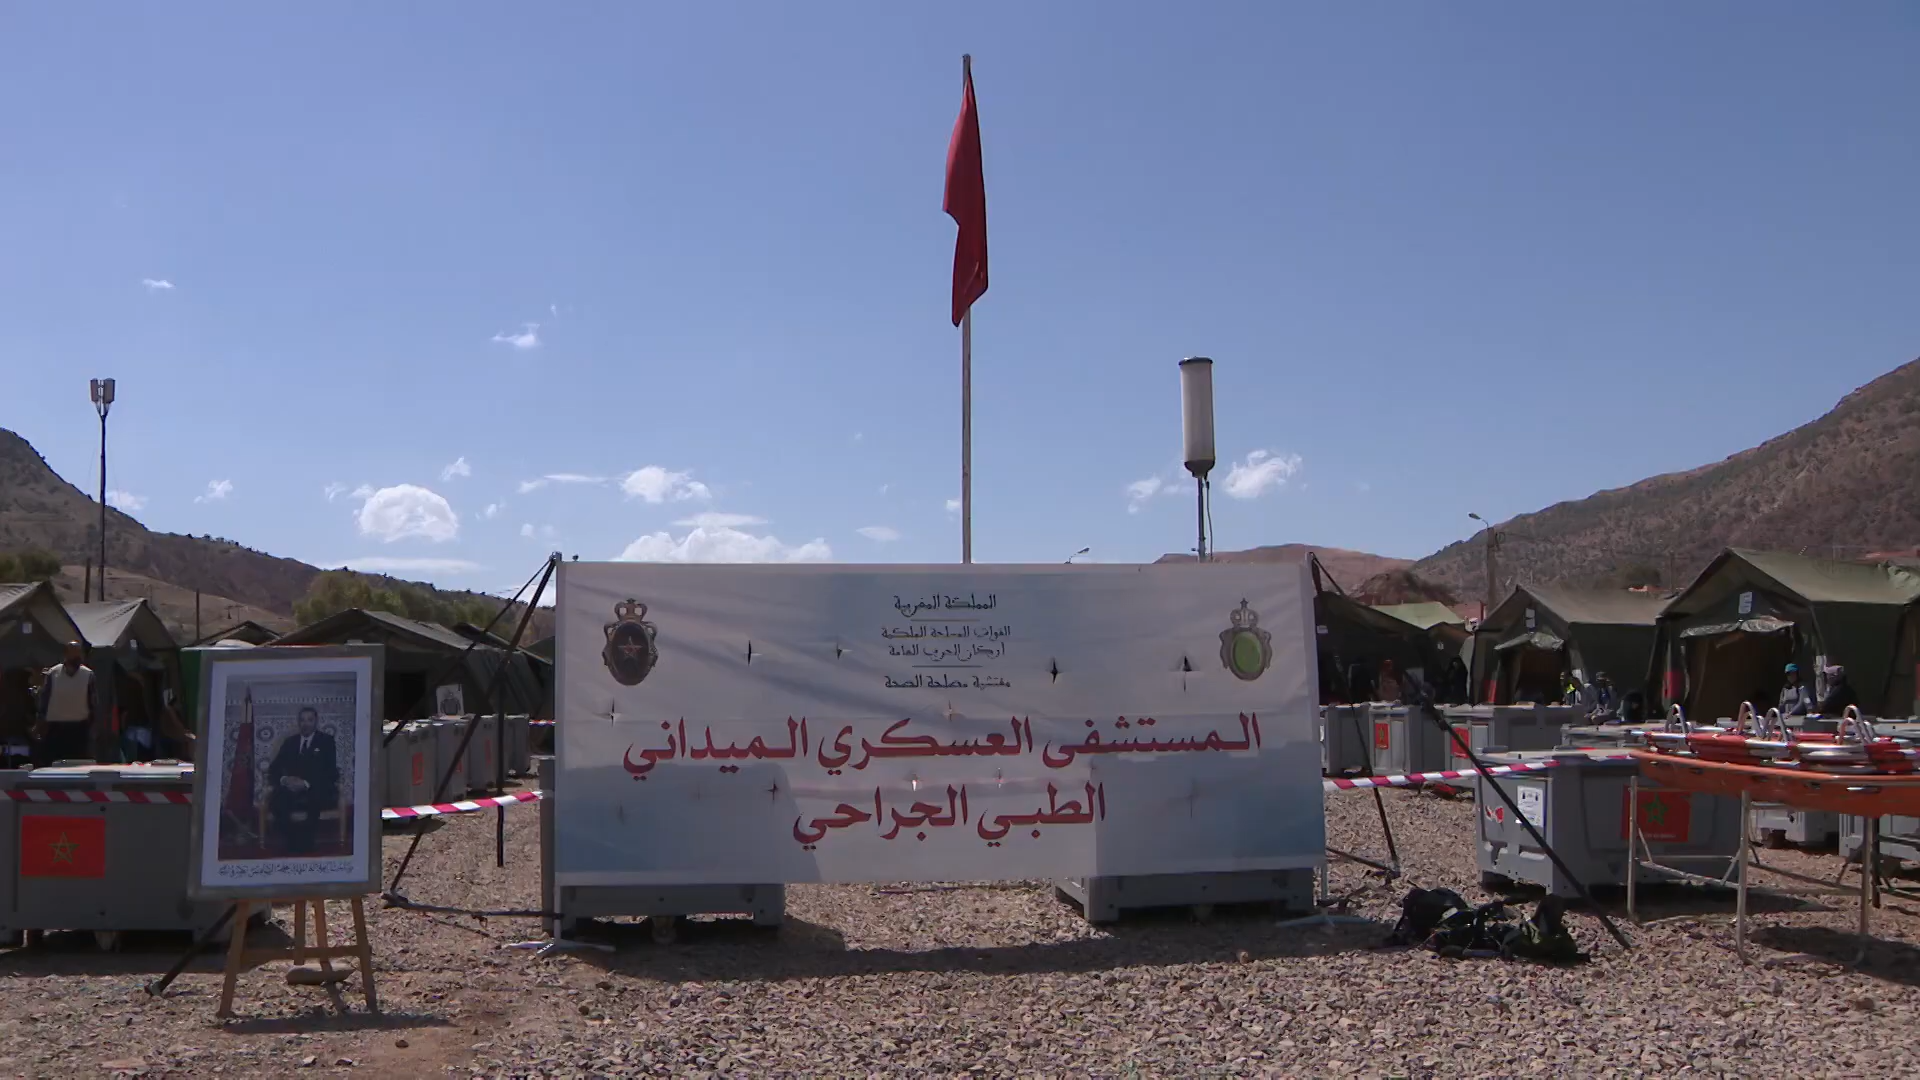 المملكة المغربية
القوات المسلحة الملكية
أركان الحرب العامة
مفتشية مصلحة الصحة
المستشفى العسكري الميداني
الطبي الجراحي